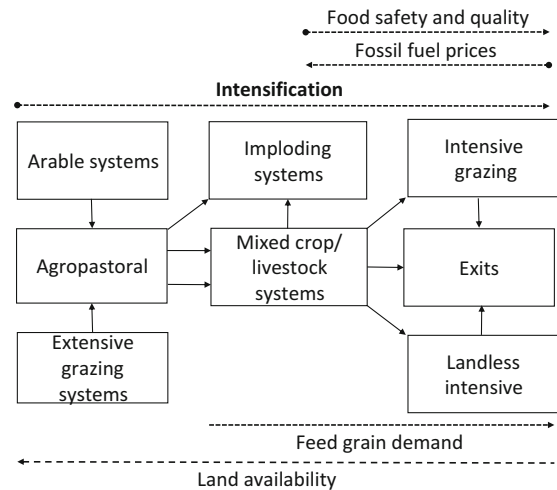 Food safety and quality
Fossil fuel prices
Intensification
Arable systems
Imploding
systems
Intensive
grazing
Agropastoral
Mixed crop/
livestock
systems
Exits
Extensive
grazing
systems
Landless
intensive
Feed grain demand
Land availability